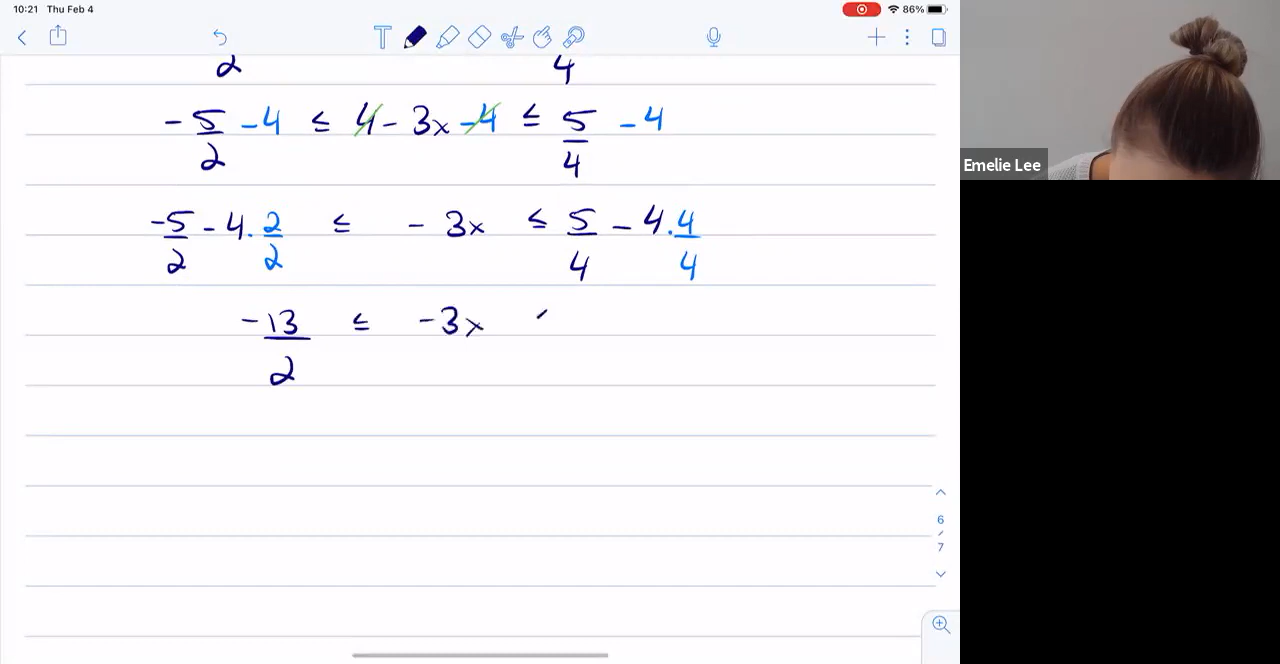 10:21 Thu Feb 4
86%
T
2 4
-5/2 -4 ≤ 4 - 3x -4 ≤ 5/4 -4
-5/2 - 4 · 2/2 ≤ - 3x ≤ 5/4 - 4 · 4/4
-13/2 ≤ -3x
Emelie Lee
6
7